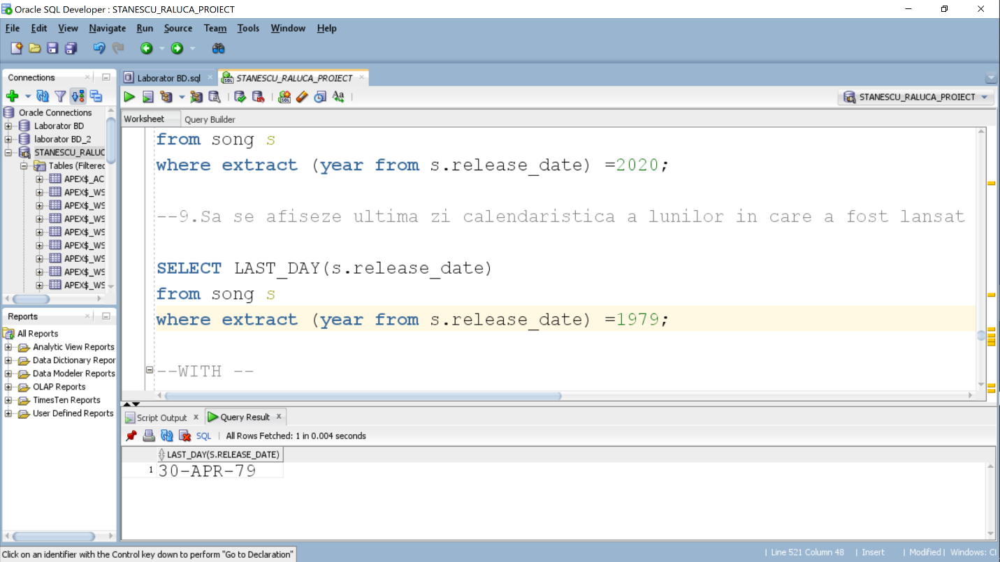 Oracle SQL Developer : STANESCU_RALUCA_PROIECT
File Edit View Navigate Run Source Team Tools Window Help
Connections
Oracle Connections
Laborator BD
laborator BD_2
STANESCU_RALUC
Tables (Filtered
APEX$_AC
APEX$_WS
APEX$_WS
APEX$_WS
APEX$_WS
APEX$_WS
APEX$_WS
APEX$_WS
APEX$_WS
Reports
All Reports
Analytic View Reports
Data Dictionary Repor
Data Modeler Reports
OLAP Reports
TimesTen Reports
User Defined Reports
Laborator BD.sql STANESCU_RALUCA_PROIECT
SQL Aa STANESCU_RALUCA_PROIECT
Worksheet Query Builder
from song s
where extract (year from s.release_date) =2020;
--9.Sa se afiseze ultima zi calendaristica a lunilor in care a fost lansat
SELECT LAST_DAY(s.release_date)
from song s
where extract (year from s.release_date) =1979;
--WITH --
Script Output x Query Result x
SQL | All Rows Fetched: 1 in 0.004 seconds
LAST_DAY(S.RELEASE_DATE)
1 30-APR-79
Click on an identifier with the Control key down to perform "Go to Declaration"
| Line 521 Column 48 | Insert | Modified | Windows: Cl